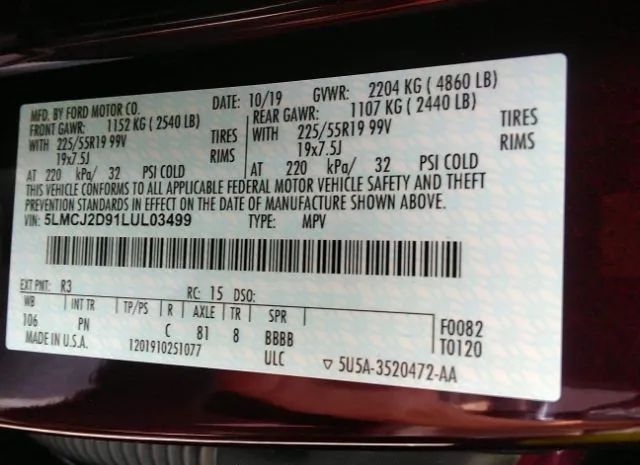 MFD. BY FORD MOTOR CO. DATE: 10/19 GVWR: 2204 KG ( 4860 LB)
FRONT GAWR: 1152 KG ( 2540 LB) REAR GAWR: 1107 KG ( 2440 LB)
WITH 225/55R19 99V TIRES WITH 225/55R19 99V TIRES
19x7.5J RIMS 19x7.5J RIMS
AT 220 kPa/ 32 PSI COLD AT 220 kPa/ 32 PSI COLD
THIS VEHICLE CONFORMS TO ALL APPLICABLE FEDERAL MOTOR VEHICLE SAFETY AND THEFT
PREVENTION STANDARDS IN EFFECT ON THE DATE OF MANUFACTURE SHOWN ABOVE.
VIN: 5LMCJ2D91LUL03499 TYPE: MPV
EXT PNT: R3 RC: 15 DSO:
WB INT TR TP/PS R AXLE TR SPR
106 PN C 81 8 BBBB F0082
MADE IN U.S.A. 1201910251077 ULC T0120
▽ 5U5A-3520472-AA